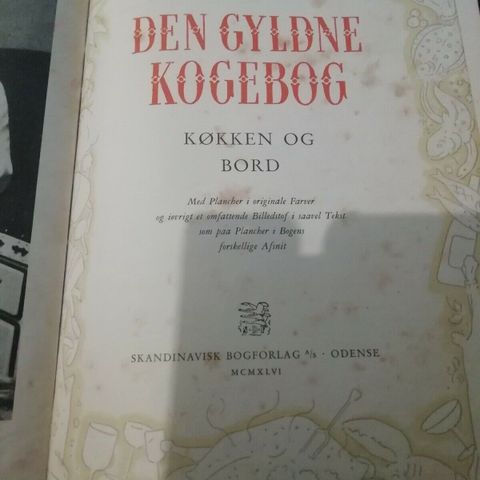 DEN GYLDNE
KOGEBOG
KØKKEN OG
BORD
Med Plancher i originale Farver
og iøvrigt et omfattende Billedstof i saavel Tekst
som paa Plancher i Bogens
forskellige Afsnit
SKANDINAVISK BOGFORLAG A/S · ODENSE
MCMXLVI